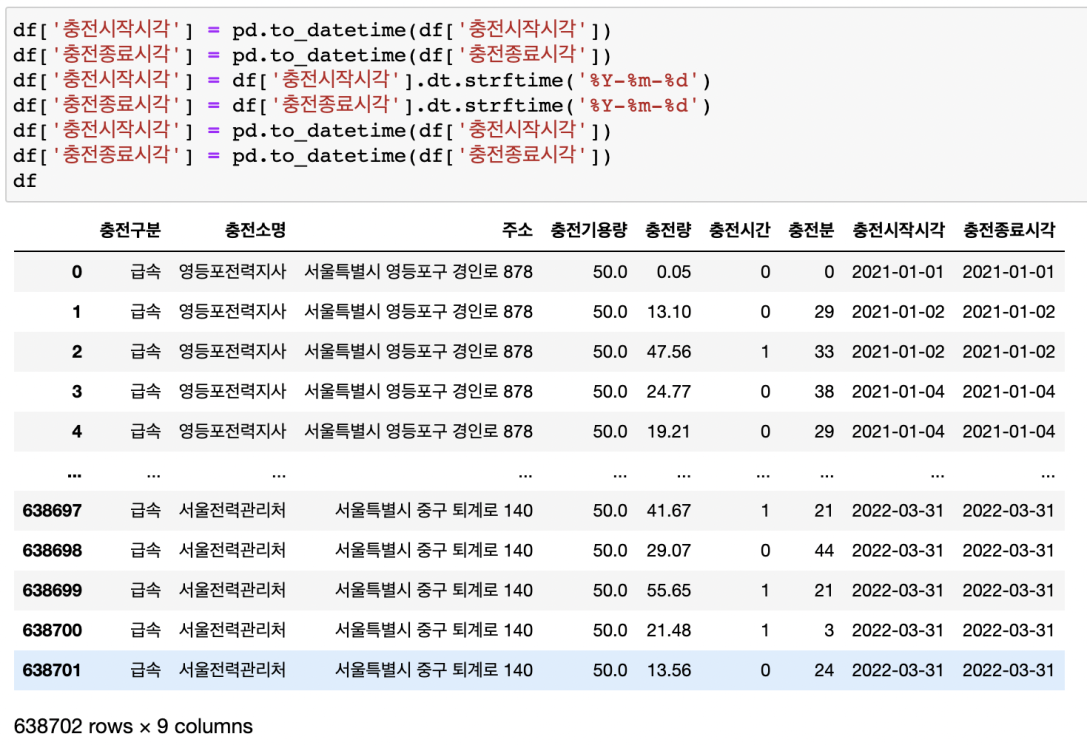 df['충전시작시각'] = pd.to_datetime(df['충전시작시각'])
df['충전종료시각'] = pd.to_datetime(df['충전종료시각'])
df['충전시작시각'] = df['충전시작시각'].dt.strftime('%Y-%m-%d')
df['충전종료시각'] = df['충전종료시각'].dt.strftime('%Y-%m-%d')
df['충전시작시각'] = pd.to_datetime(df['충전시작시각'])
df['충전종료시각'] = pd.to_datetime(df['충전종료시각'])
df
충전구분 충전소명 주소 충전기용량 충전량 충전시간 충전분 충전시작시각 충전종료시각
0 급속 영등포전력지사 서울특별시 영등포구 경인로 878 50.0 0.05 0 0 2021-01-01 2021-01-01
1 급속 영등포전력지사 서울특별시 영등포구 경인로 878 50.0 13.10 0 29 2021-01-02 2021-01-02
2 급속 영등포전력지사 서울특별시 영등포구 경인로 878 50.0 47.56 1 33 2021-01-02 2021-01-02
3 급속 영등포전력지사 서울특별시 영등포구 경인로 878 50.0 24.77 0 38 2021-01-04 2021-01-04
4 급속 영등포전력지사 서울특별시 영등포구 경인로 878 50.0 19.21 0 29 2021-01-04 2021-01-04
... ... ... ... ... ... ... ... ... ...
638697 급속 서울전력관리처 서울특별시 중구 퇴계로 140 50.0 41.67 1 21 2022-03-31 2022-03-31
638698 급속 서울전력관리처 서울특별시 중구 퇴계로 140 50.0 29.07 0 44 2022-03-31 2022-03-31
638699 급속 서울전력관리처 서울특별시 중구 퇴계로 140 50.0 55.65 1 21 2022-03-31 2022-03-31
638700 급속 서울전력관리처 서울특별시 중구 퇴계로 140 50.0 21.48 1 3 2022-03-31 2022-03-31
638701 급속 서울전력관리처 서울특별시 중구 퇴계로 140 50.0 13.56 0 24 2022-03-31 2022-03-31
638702 rows × 9 columns